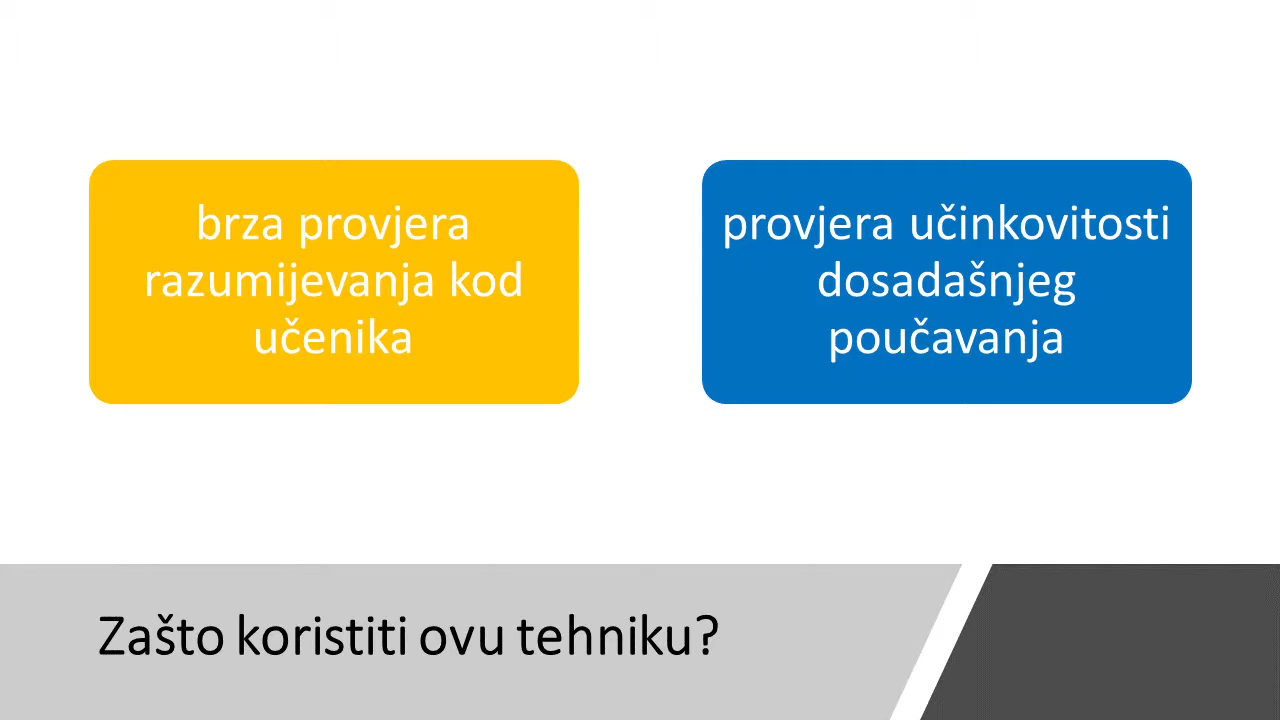 brza provjera
razumijevanja kod
učenika
provjera učinkovitosti
dosadašnjeg
poučavanja
Zašto koristiti ovu tehniku?